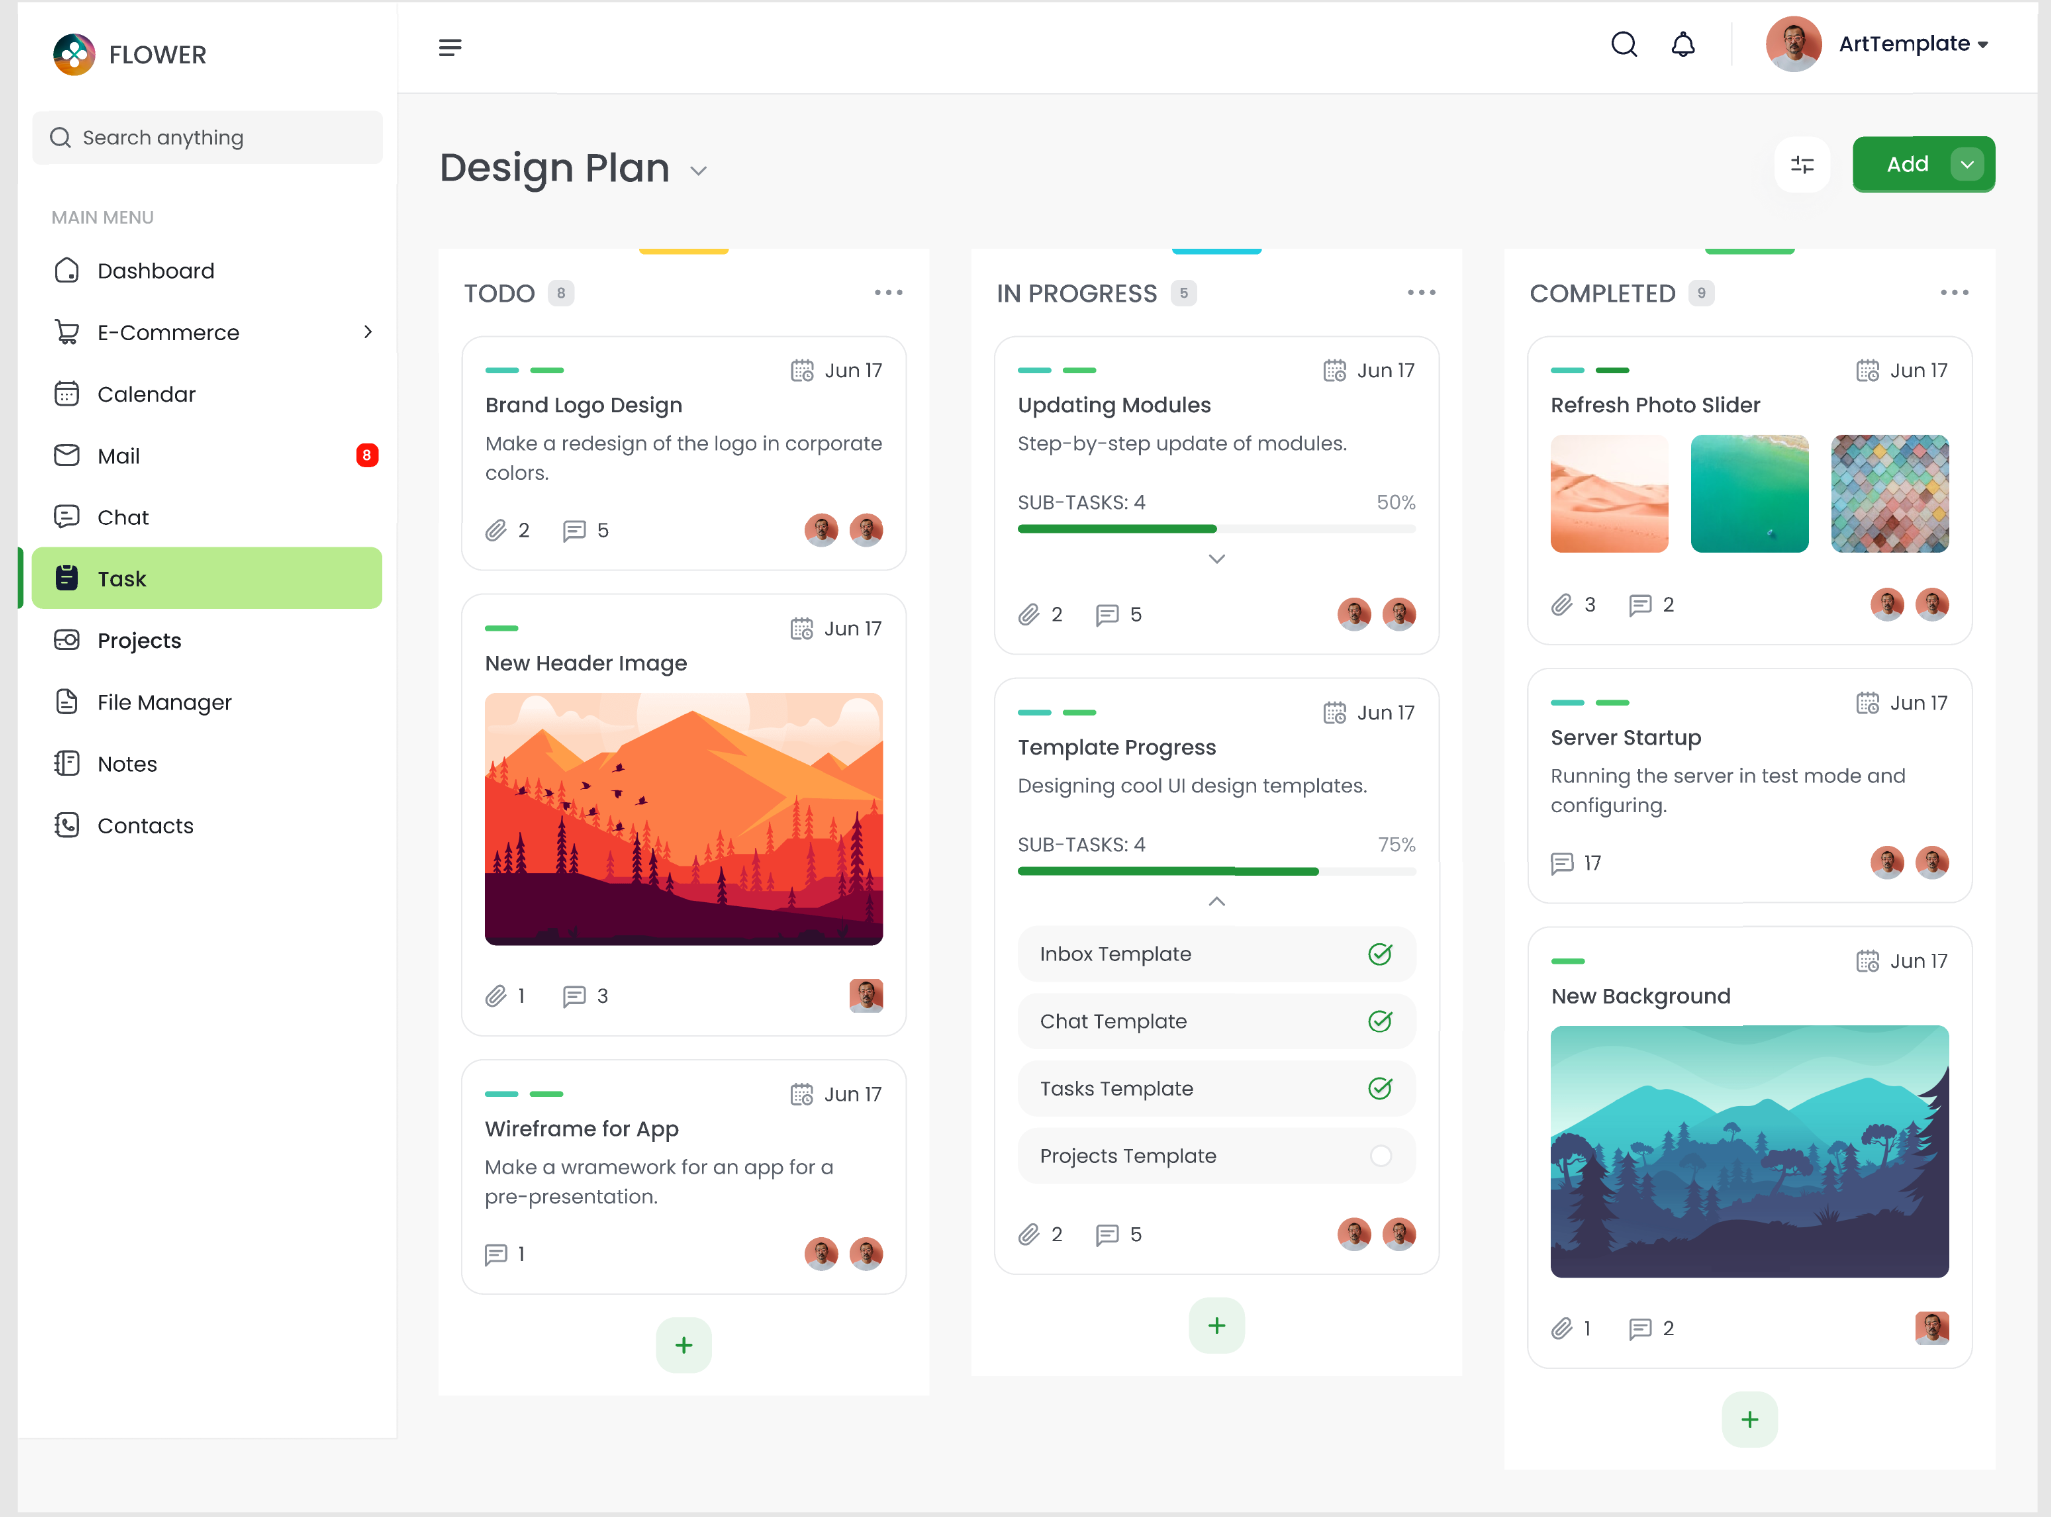 FLOWER
Search anything
MAIN MENU
Dashboard
E-Commerce
Calendar
Mail
8
Chat
Task
Projects
File Manager
Notes
Contacts
ArtTemplate
Design Plan
Add
TODO 8
Jun 17
Brand Logo Design
Make a redesign of the logo in corporate
colors.
2 5
Jun 17
New Header Image
1 3
Jun 17
Wireframe for App
Make a wramework for an app for a
pre-presentation.
1
+
IN PROGRESS 5
Jun 17
Updating Modules
Step-by-step update of modules.
SUB-TASKS: 4 50%
2 5
Jun 17
Template Progress
Designing cool UI design templates.
SUB-TASKS: 4 75%
Inbox Template
Chat Template
Tasks Template
Projects Template
2 5
+
COMPLETED 9
Jun 17
Refresh Photo Slider
3 2
Jun 17
Server Startup
Running the server in test mode and
configuring.
17
Jun 17
New Background
1 2
+